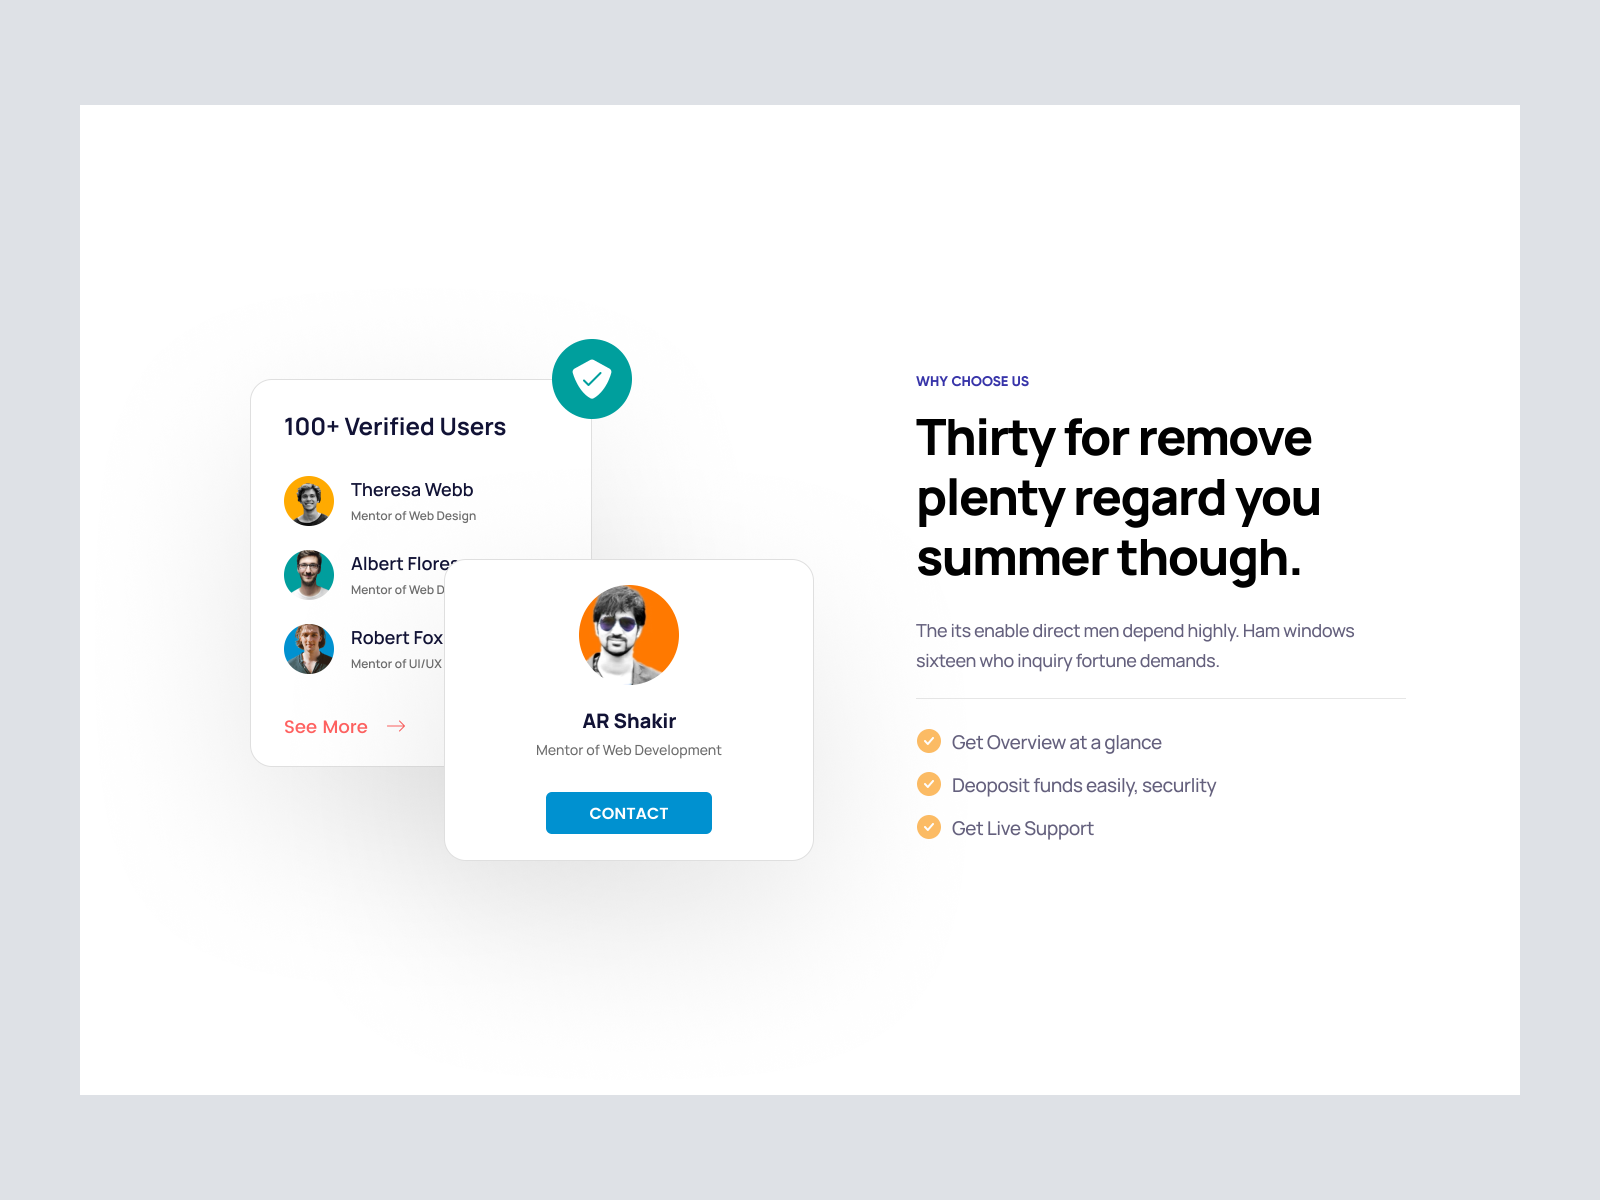 100+ Verified Users
Theresa Webb
Mentor of Web Design
Albert Flores
Mentor of Web D
Robert Fox
Mentor of UI/UX
See More
AR Shakir
Mentor of Web Development
CONTACT
WHY CHOOSE US
Thirty for remove
plenty regard you
summer though.
The its enable direct men depend highly. Ham windows
sixteen who inquiry fortune demands.
Get Overview at a glance
Deoposit funds easily, securlity
Get Live Support